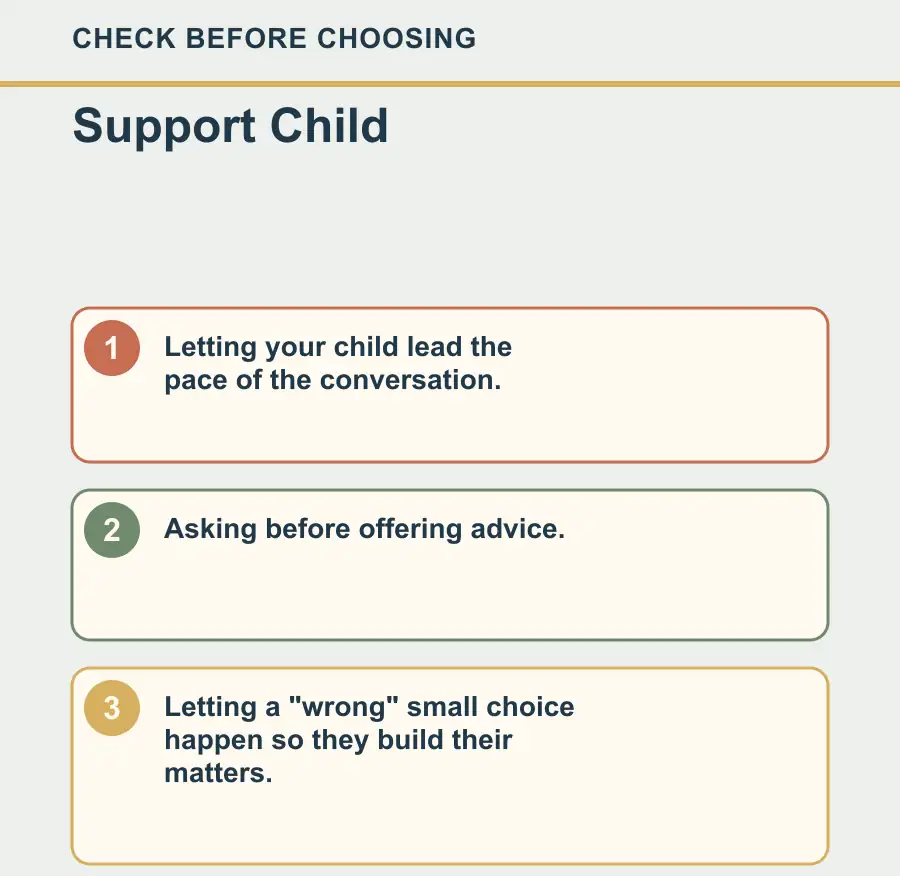 CHECK BEFORE CHOOSING
Support Child
1
Letting your child lead the
pace of the conversation.
2
Asking before offering advice.
3
Letting a "wrong" small choice
happen so they build their
matters.